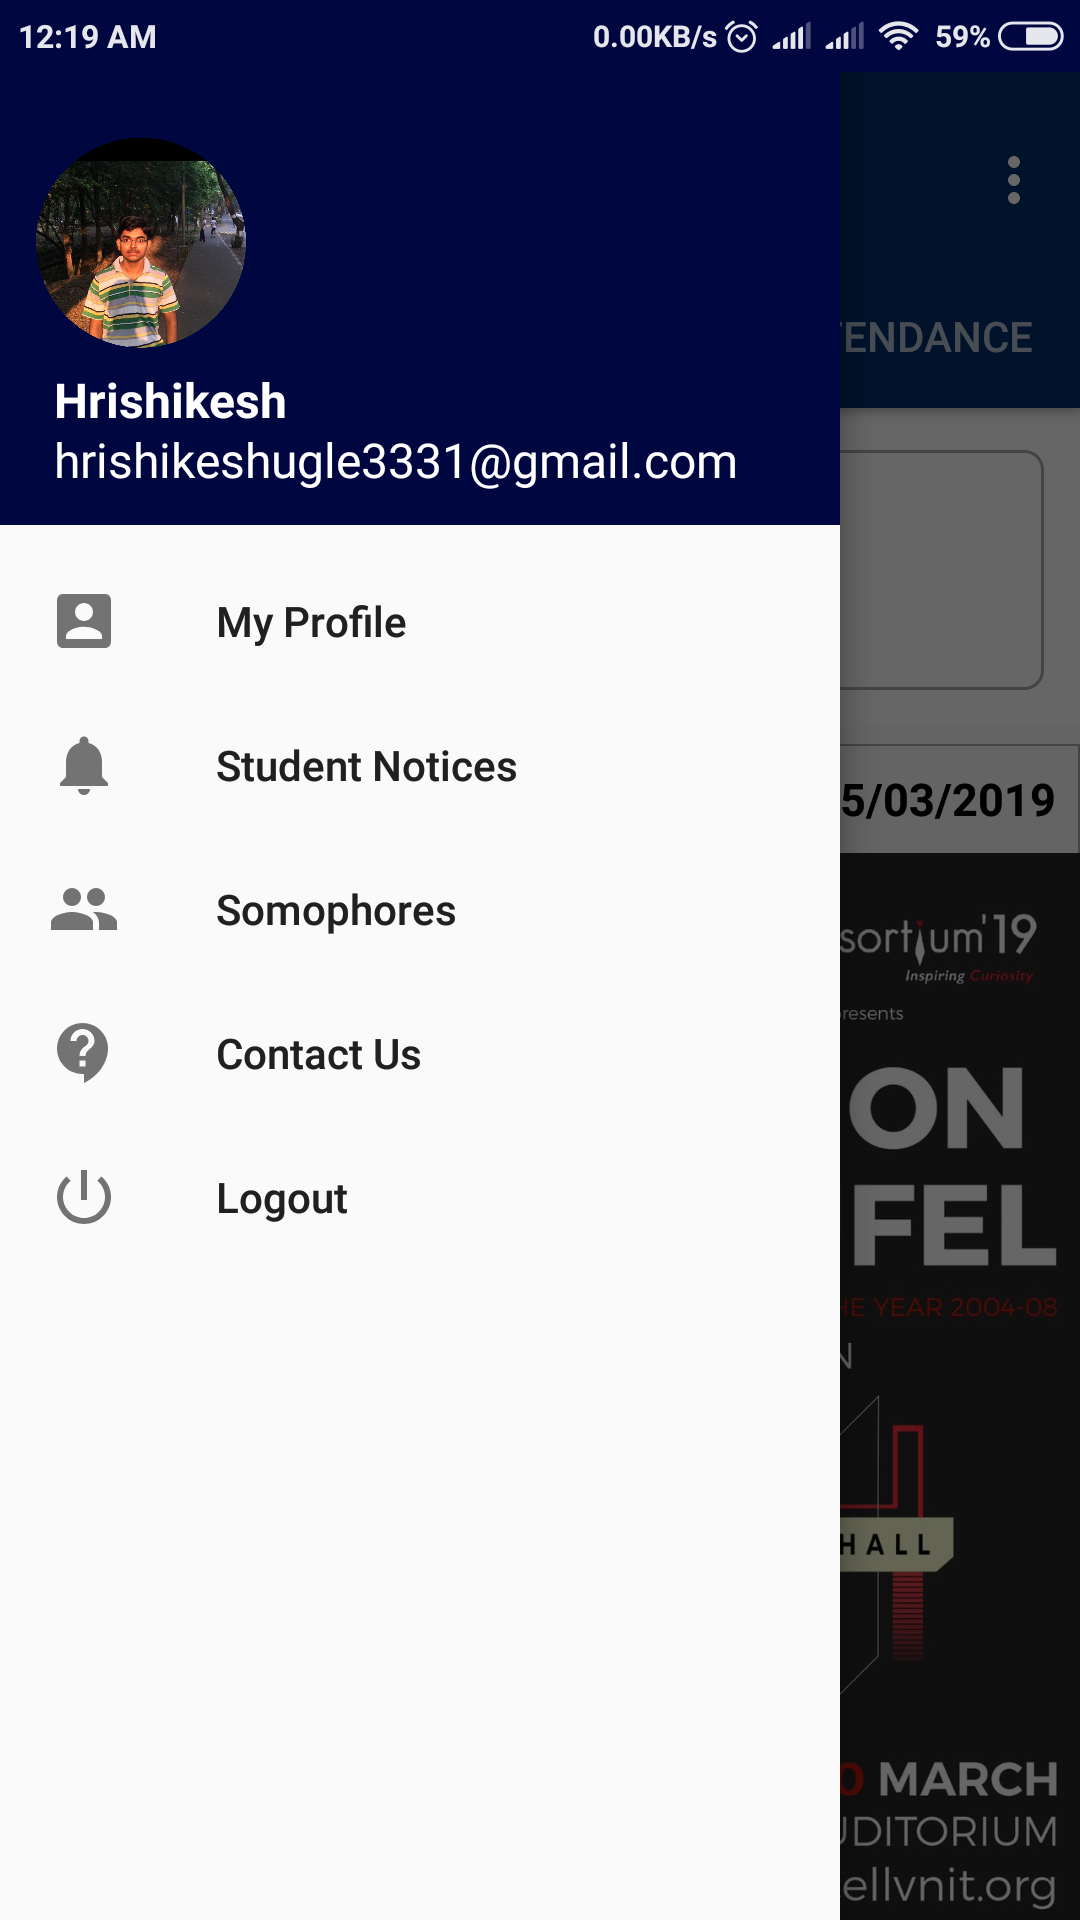 12:19 AM 0.00KB/s 59%
Hrishikesh
hrishikeshugle3331@gmail.com
My Profile
Student Notices
Somophores
Contact Us
Logout
TENDANCE
5/03/2019
sortium'19
Inspiring Curiosity
resents
ON
FEL
HE YEAR 2004-08
N
HALL
0 MARCH
UDITORIUM
ellvnit.org